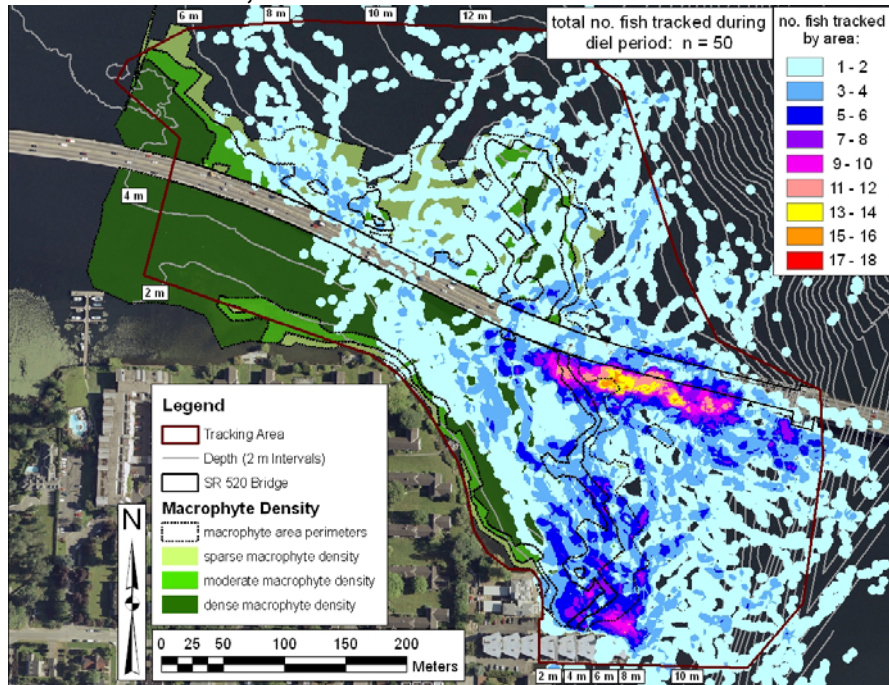 6 m
8 m
10 m
12 m
total no. fish tracked during
diel period: n = 50
no. fish tracked
by area:
1 - 2
3 - 4
5 - 6
7 - 8
9 - 10
11 - 12
13 - 14
15 - 16
17 - 18
4 m
2 m
Legend
Tracking Area
Depth (2 m Intervals)
SR 520 Bridge
Macrophyte Density
macrophyte area perimeters
sparse macrophyte density
moderate macrophyte density
dense macrophyte density
N
0 25 50 100 150 200
Meters
2 m 4 m 6 m 8 m 10 m